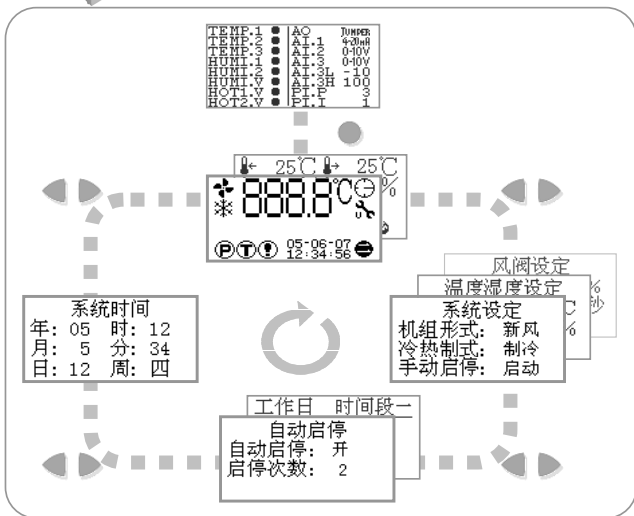 TEMP.1 ● AO JUMPER
TEMP.2 ● AI.1 4-20mA
TEMP.3 ● AI.2 0-10V
HUMI.1 ● AI.3 0-10V
HUMI.2 ● AI.3L -10
HUMI.V ● AI.3H 100
HOT1.V ● PI.P 3
HOT2.V ● PI.I 1
25℃ 25℃
%
888.8℃
P T ! 05-06-07
12:34:56
系统时间
年: 05 时: 12
月: 5 分: 34
日: 12 周: 四
风阀设定
%
秒
温度湿度设定
C
%
系统设定
机组形式: 新风
冷热制式: 制冷
手动启停: 启动
工作日 时间段一
自动启停
自动启停: 开
启停次数: 2